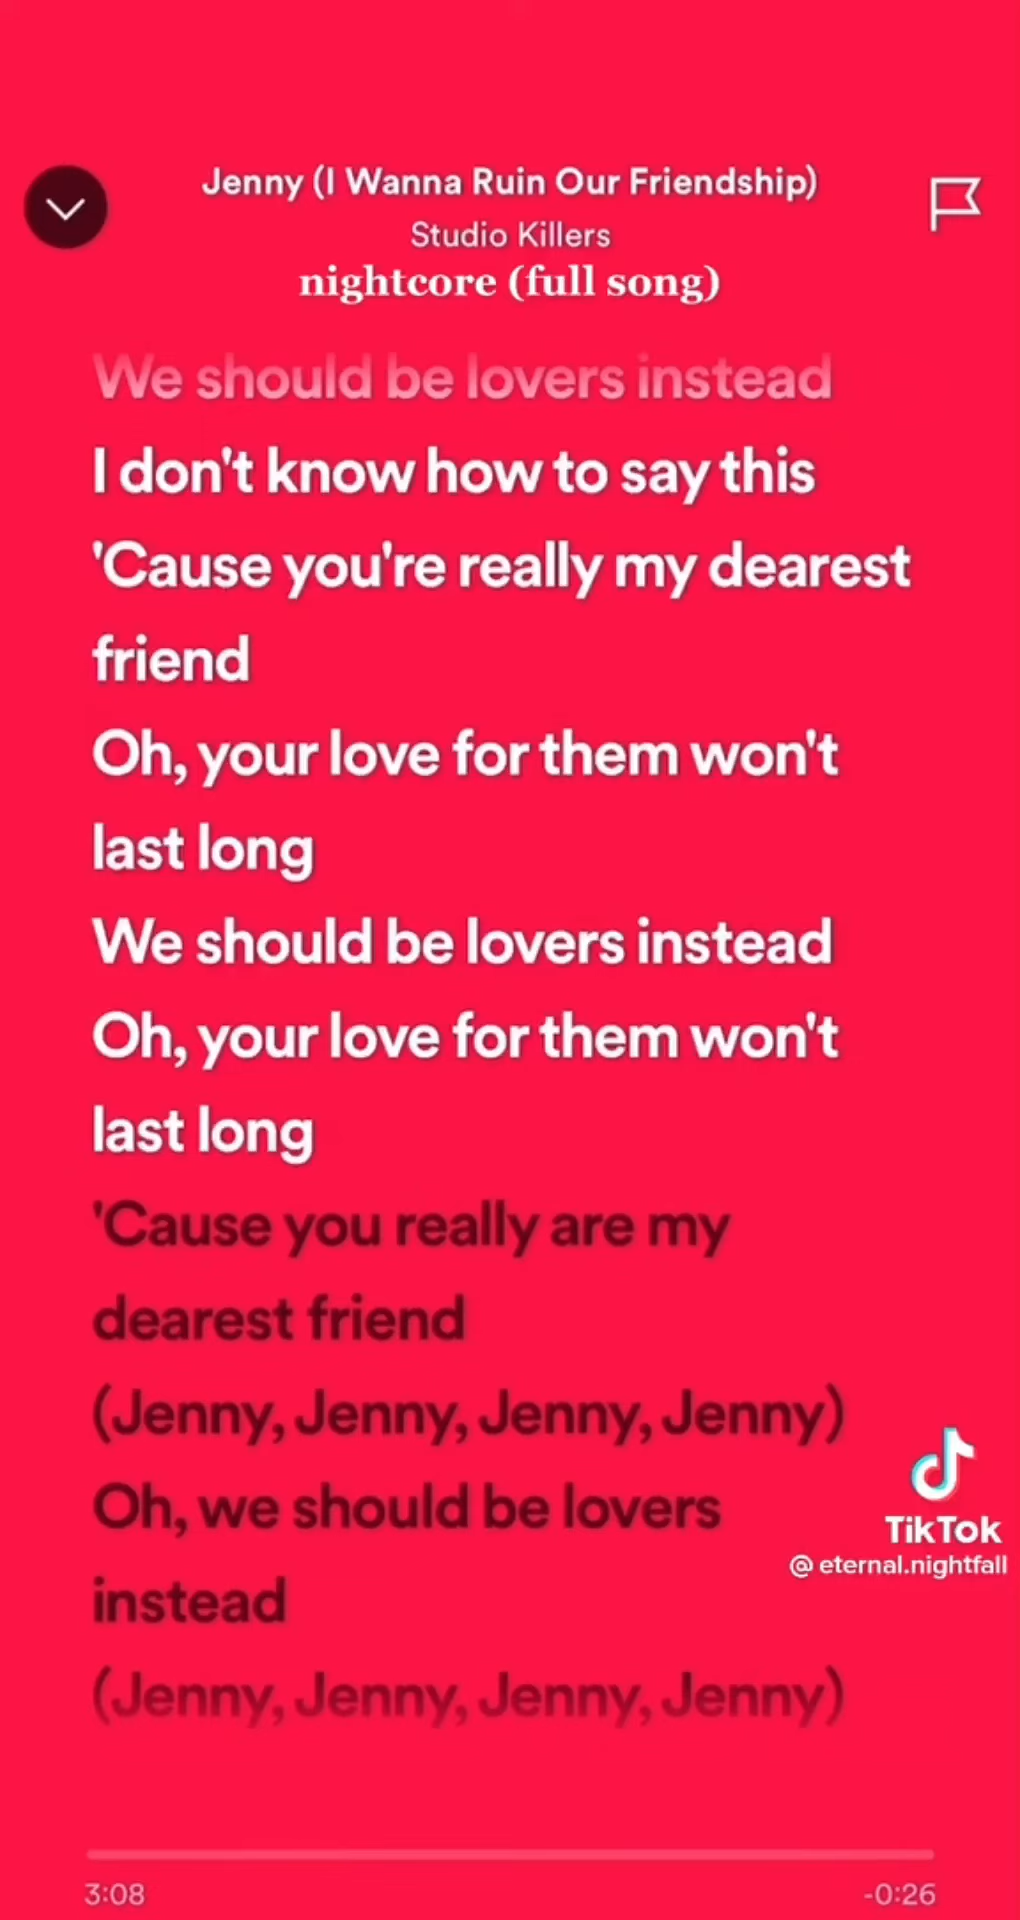 Jenny (I Wanna Ruin Our Friendship)
Studio Killers
nightcore (full song)
We should be lovers instead
I don't know how to say this
'Cause you're really my dearest
friend
Oh, your love for them won't
last long
We should be lovers instead
Oh, your love for them won't
last long
'Cause you really are my
dearest friend
(Jenny, Jenny, Jenny, Jenny)
Oh, we should be lovers
instead
(Jenny, Jenny, Jenny, Jenny)
TikTok
@ eternal.nightfall
3:08
-0:26